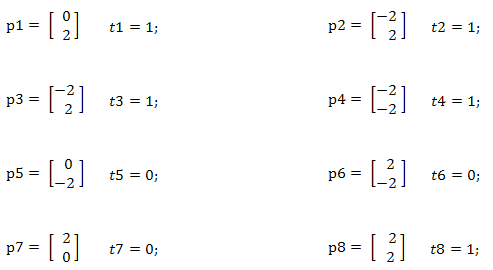 p1 = [0 2] t1 = 1; p2 = [−2 2] t2 = 1;
p3 = [−2 2] t3 = 1; p4 = [−2 −2] t4 = 1;
p5 = [0 −2] t5 = 0; p6 = [2 −2] t6 = 0;
p7 = [2 0] t7 = 0; p8 = [2 2] t8 = 1;